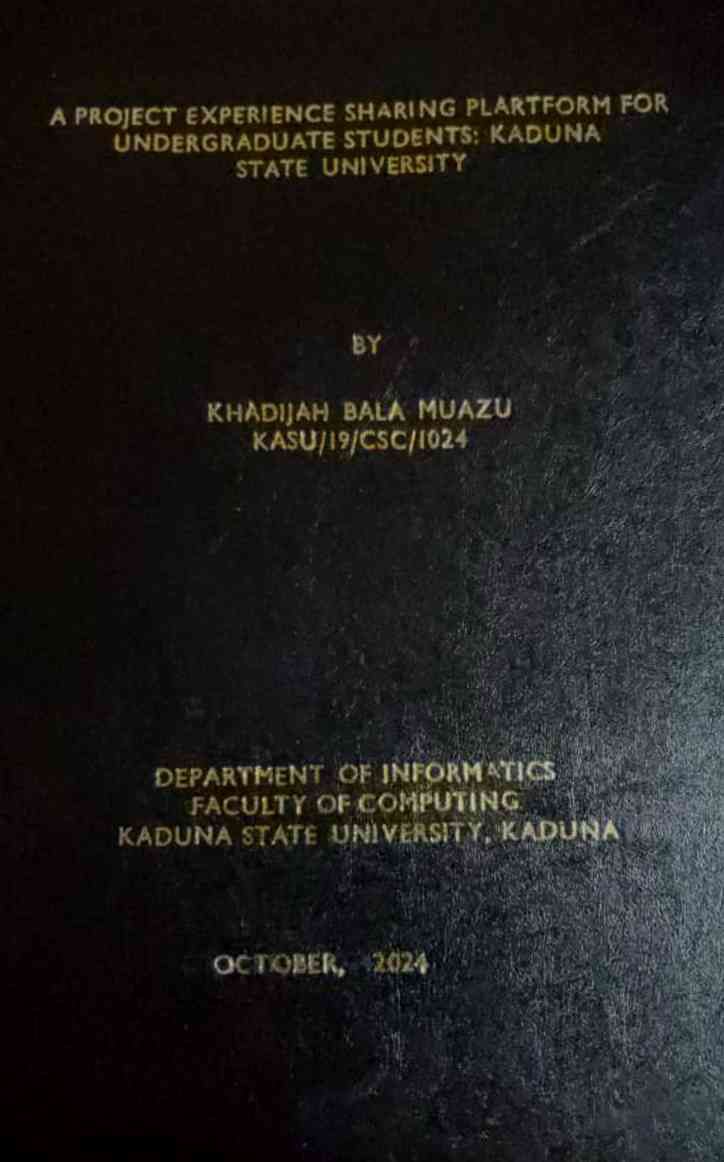 A PROJECT EXPERIENCE SHARING PLARTFORM FOR
UNDERGRADUATE STUDENTS: KADUNA
STATE UNIVERSITY
BY
KHADIJAH BALA MUAZU
KASU/19/CSC/1024
DEPARTMENT OF INFORMATICS
FACULTY OF COMPUTING
KADUNA STATE UNIVERSITY, KADUNA
OCTOBER, 2024